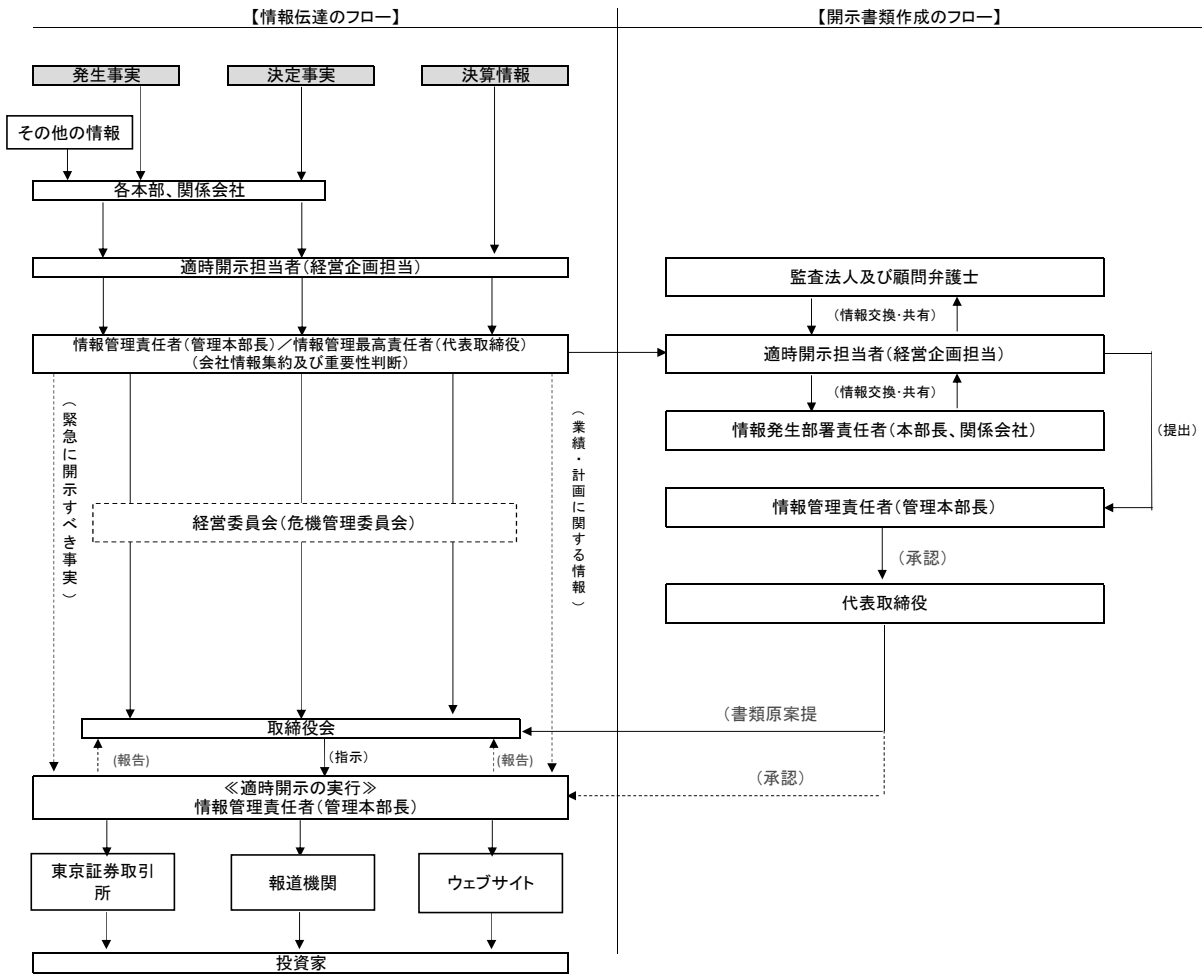 【情報伝達のフロー】
【開示書類作成のフロー】
発生事実
決定事実
決算情報
その他の情報
各本部、関係会社
適時開示担当者(経営企画担当)
情報管理責任者(管理本部長)/情報管理最高責任者(代表取締役)
(会社情報集約及び重要性判断)
(緊急に開示すべき事実)
(業績・計画に関する情報)
経営委員会(危機管理委員会)
取締役会
(報告)
(指示)
(報告)
≪適時開示の実行≫
情報管理責任者(管理本部長)
東京証券取引
所
報道機関
ウェブサイト
投資家
監査法人及び顧問弁護士
(情報交換・共有)
適時開示担当者(経営企画担当)
(情報交換・共有)
情報発生部署責任者(本部長、関係会社)
(提出)
情報管理責任者(管理本部長)
(承認)
代表取締役
(書類原案提
(承認)